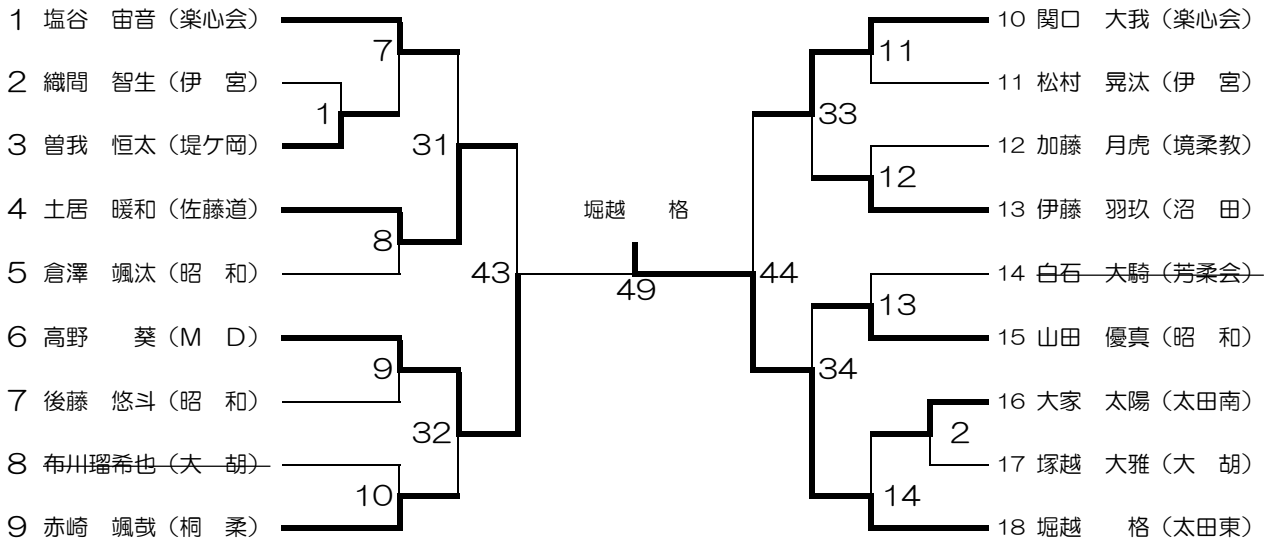 1 塩谷 宙音（楽心会）
2 織間 智生（伊 宮）
3 曽我 恒太（堤ケ岡）
4 土居 暖和（佐藤道）
5 倉澤 颯汰（昭 和）
6 高野 葵（M D）
7 後藤 悠斗（昭 和）
8 布川瑠希也（大 胡）
9 赤崎 颯哉（桐 柔）
7
1
31
8
43
9
32
10
堀越 格
49
11
33
12
44
13
34
2
14
10 関口 大我（楽心会）
11 松村 晃汰（伊 宮）
12 加藤 月虎（境柔教）
13 伊藤 羽玖（沼 田）
14 白石 大騎（芳柔会）
15 山田 優真（昭 和）
16 大家 太陽（太田南）
17 塚越 大雅（大 胡）
18 堀越 格（太田東）